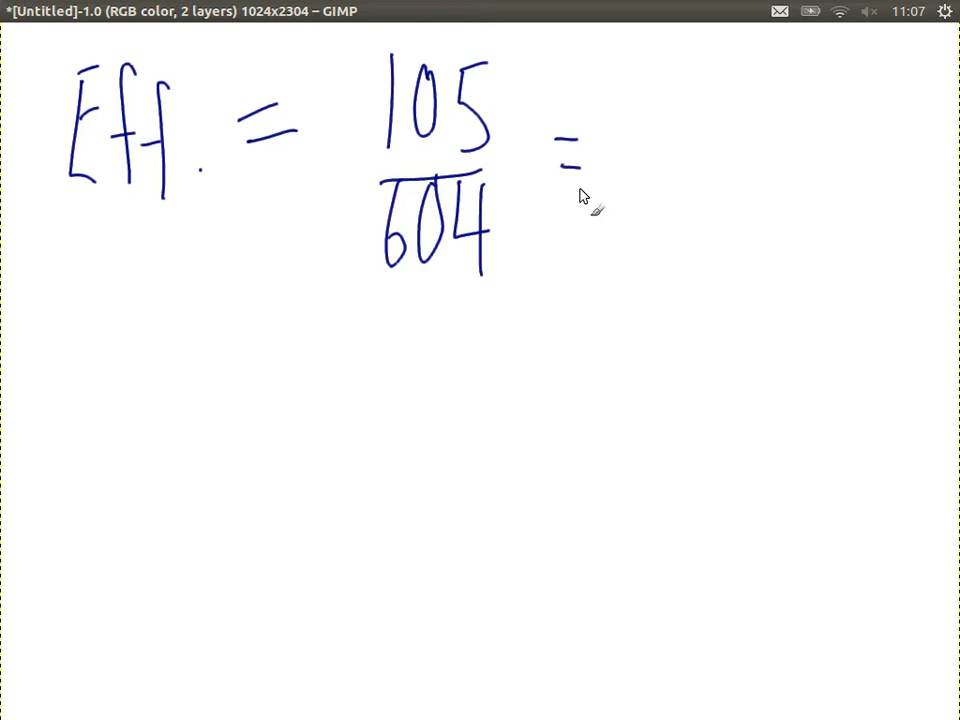 *[Untitled]-1.0 (RGB color, 2 layers) 1024x2304 – GIMP 11:07
Eff. = 105/604 =